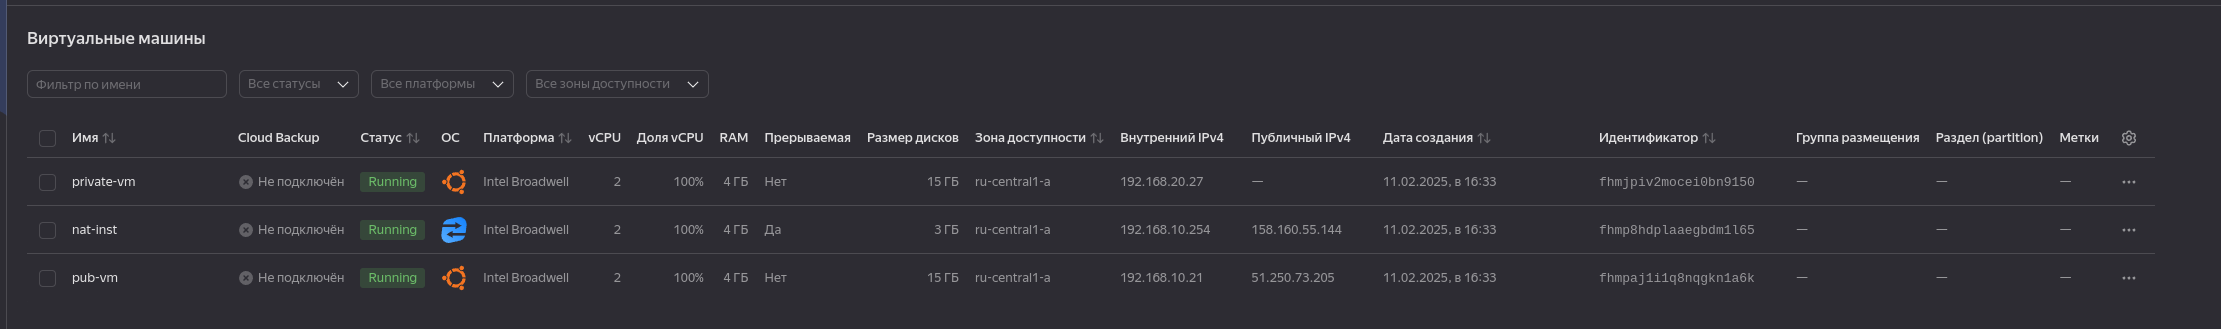 Виртуальные машины
Фильтр по имени Все статусы Все платформы Все зоны доступности
Имя Cloud Backup Статус ОС Платформа vCPU Доля vCPU RAM Прерываемая Размер дисков Зона доступности Внутренний IPv4 Публичный IPv4 Дата создания Идентификатор Группа размещения Раздел (partition) Метки
private-vm Не подключён Running Intel Broadwell 2 100% 4 ГБ Нет 15 ГБ ru-central1-a 192.168.20.27 — 11.02.2025, в 16:33 fhmjpiv2mocei0bn9150 — — —
nat-inst Не подключён Running Intel Broadwell 2 100% 4 ГБ Да 3 ГБ ru-central1-a 192.168.10.254 158.160.55.144 11.02.2025, в 16:33 fhmp8hdplaaegbdm1l65 — — —
pub-vm Не подключён Running Intel Broadwell 2 100% 4 ГБ Нет 15 ГБ ru-central1-a 192.168.10.21 51.250.73.205 11.02.2025, в 16:33 fhmpaj1i1q8nqgkn1a6k — — —